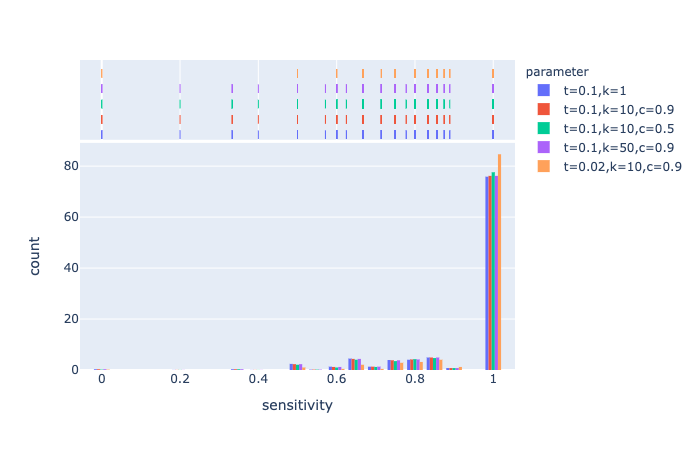 parameter
t=0.1,k=1
t=0.1,k=10,c=0.9
t=0.1,k=10,c=0.5
t=0.1,k=50,c=0.9
t=0.02,k=10,c=0.9
80
60
40
20
0
count
0 0.2 0.4 0.6 0.8 1
sensitivity